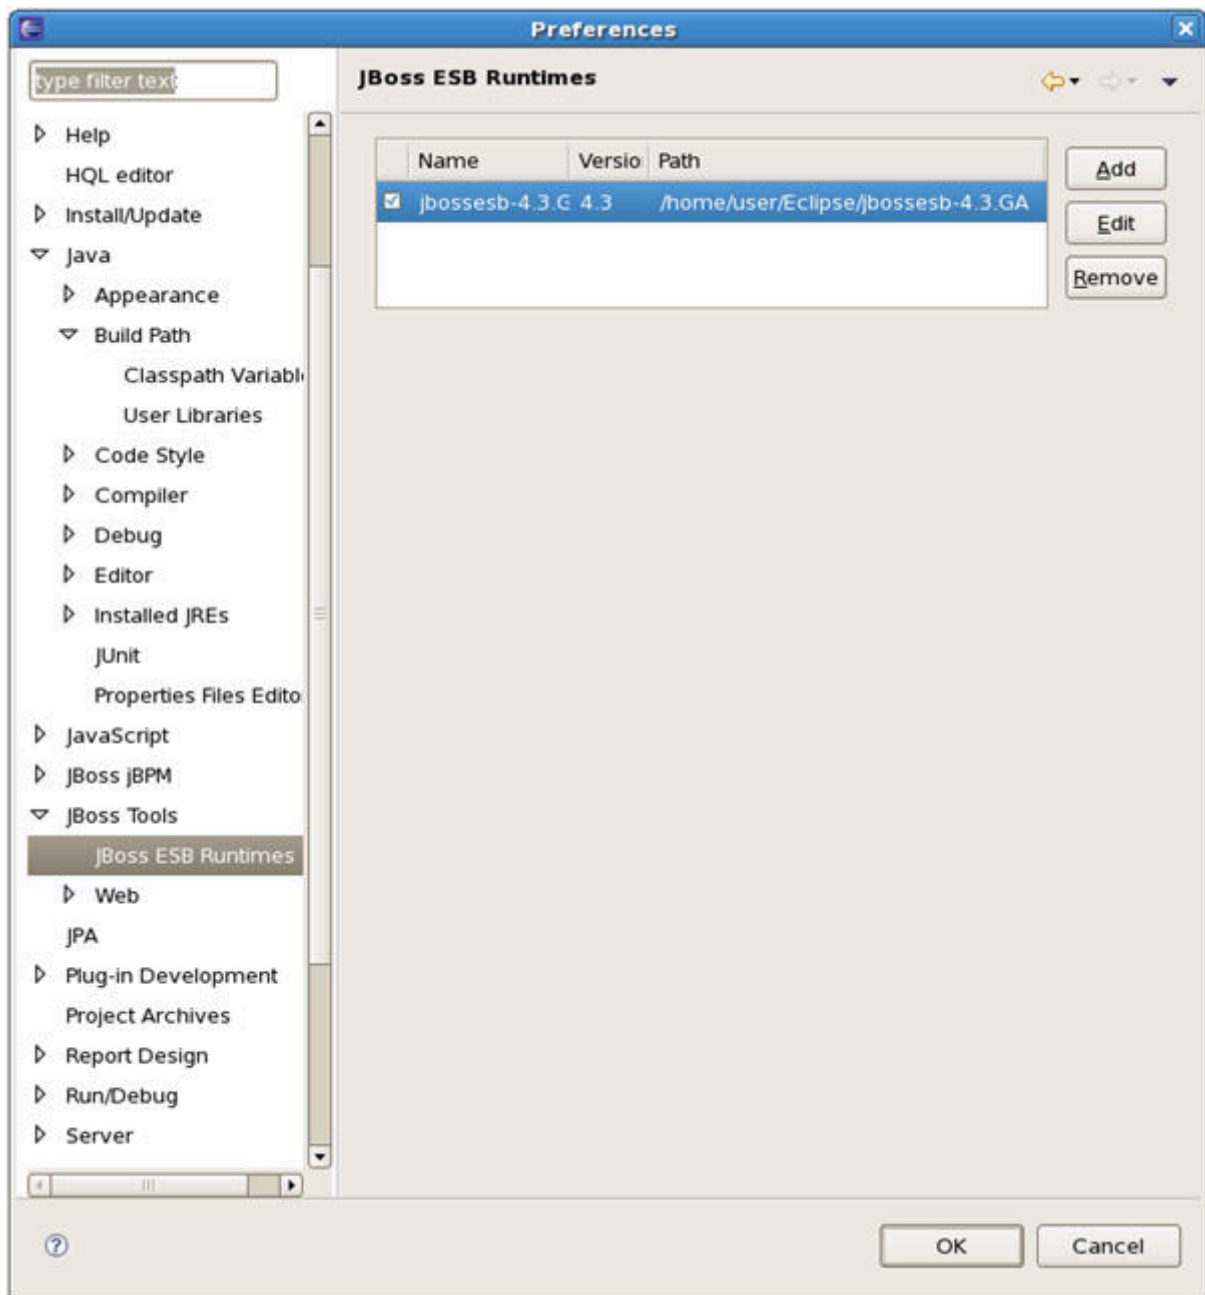 Preferences
type filter text
JBoss ESB Runtimes
Help
HQL editor
Install/Update
Java
Appearance
Build Path
Classpath Variabl
User Libraries
Code Style
Compiler
Debug
Editor
Installed JREs
JUnit
Properties Files Edito
JavaScript
JBoss jBPM
JBoss Tools
JBoss ESB Runtimes
Web
JPA
Plug-in Development
Project Archives
Report Design
Run/Debug
Server
Name Versio Path
jbossesb-4.3.G 4.3 /home/user/Eclipse/jbossesb-4.3.GA
Add
Edit
Remove
OK Cancel